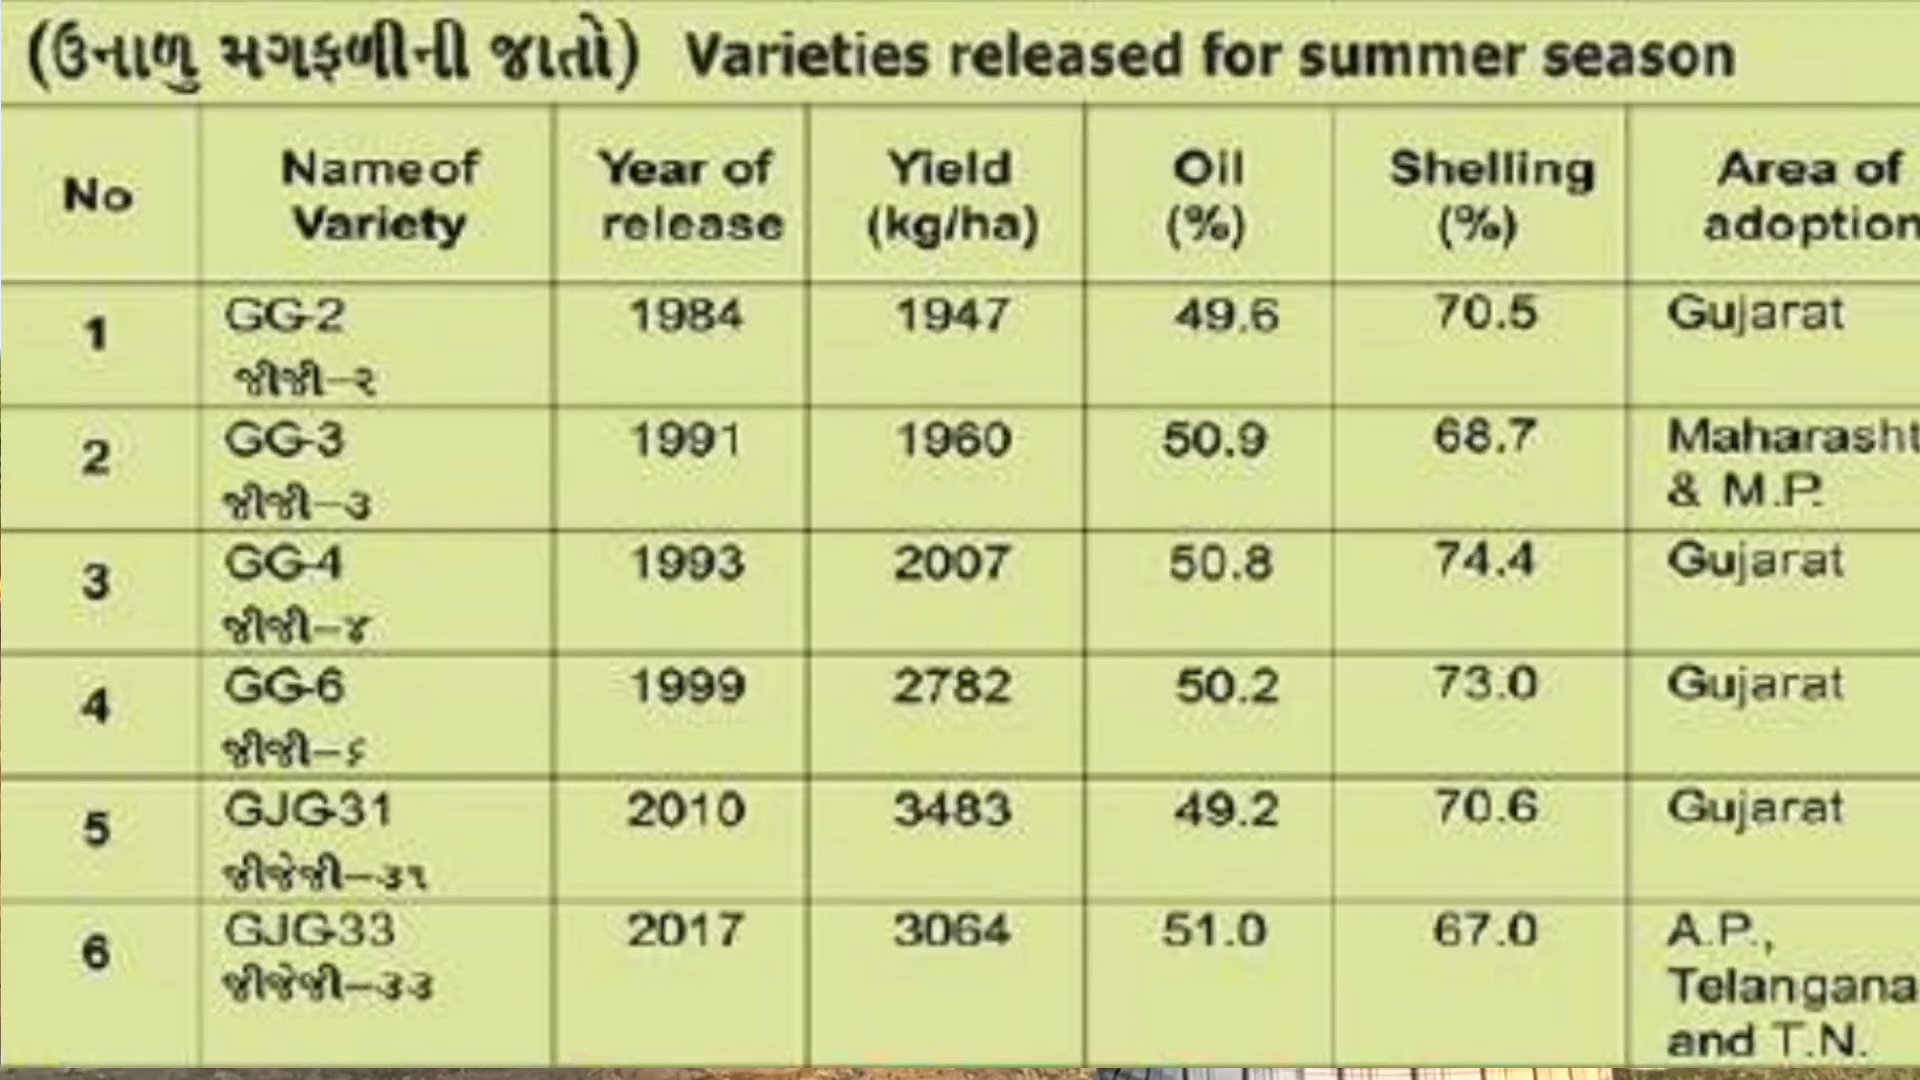 (ઉનાળુ મગફળીની જાતો) Varieties released for summer season
No Name of Variety Year of release Yield (kg/ha) Oil (%) Shelling (%) Area of adoption
1 GG-2 1984 1947 49.6 70.5 Gujarat
જીજી-૨
2 GG-3 1991 1960 50.9 68.7 Maharasht
જીજી-૩ & M.P.
3 GG-4 1993 2007 50.8 74.4 Gujarat
જીજી-૪
4 GG-6 1999 2782 50.2 73.0 Gujarat
જીજી-૬
5 GJG-31 2010 3483 49.2 70.6 Gujarat
જીજેજી-૩૧
6 GJG-33 2017 3064 51.0 67.0 A.P.,
જીજેજી-૩૩ Telangana
and T.N.